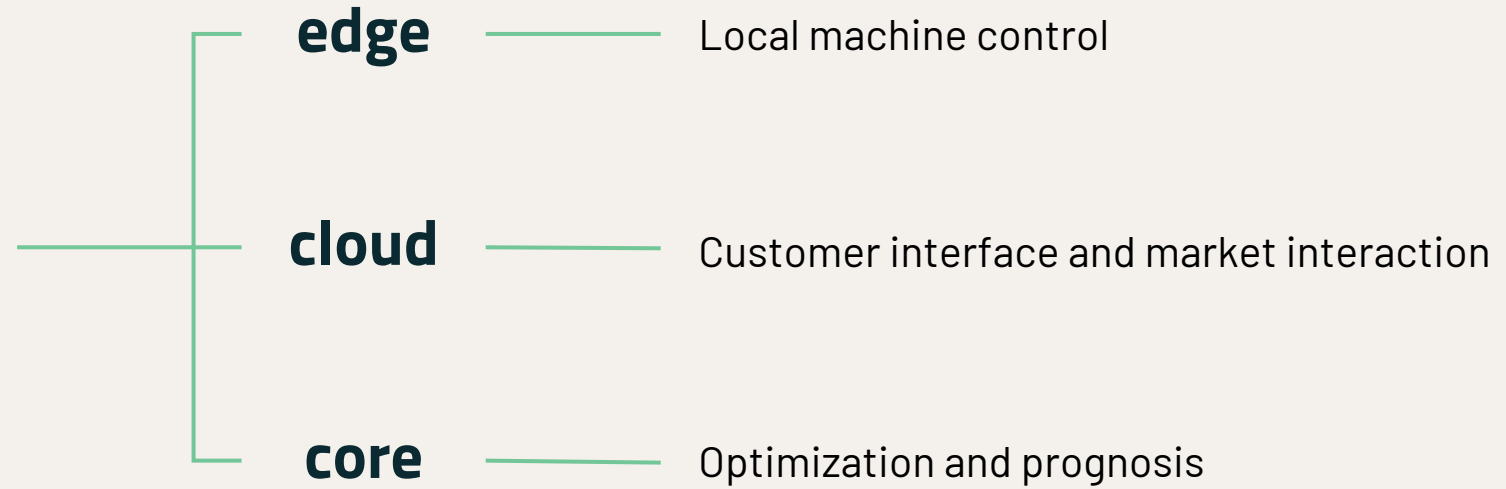 edge
Local machine control
cloud
Customer interface and market interaction
core
Optimization and prognosis